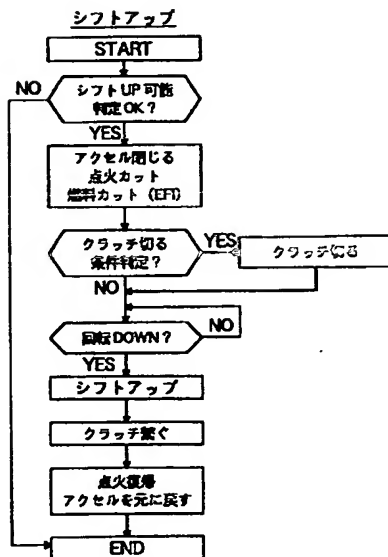 シフトアップ
START
NO
シフトUP可能
判定OK?
YES
アクセル閉じる
点火カット
燃料カット (EFI)
クラッチ切る
条件判定?
YES
クラッチ切る
NO
回転DOWN?
NO
YES
シフトアップ
クラッチ繋ぐ
点火復帰
アクセルを元に戻す
END